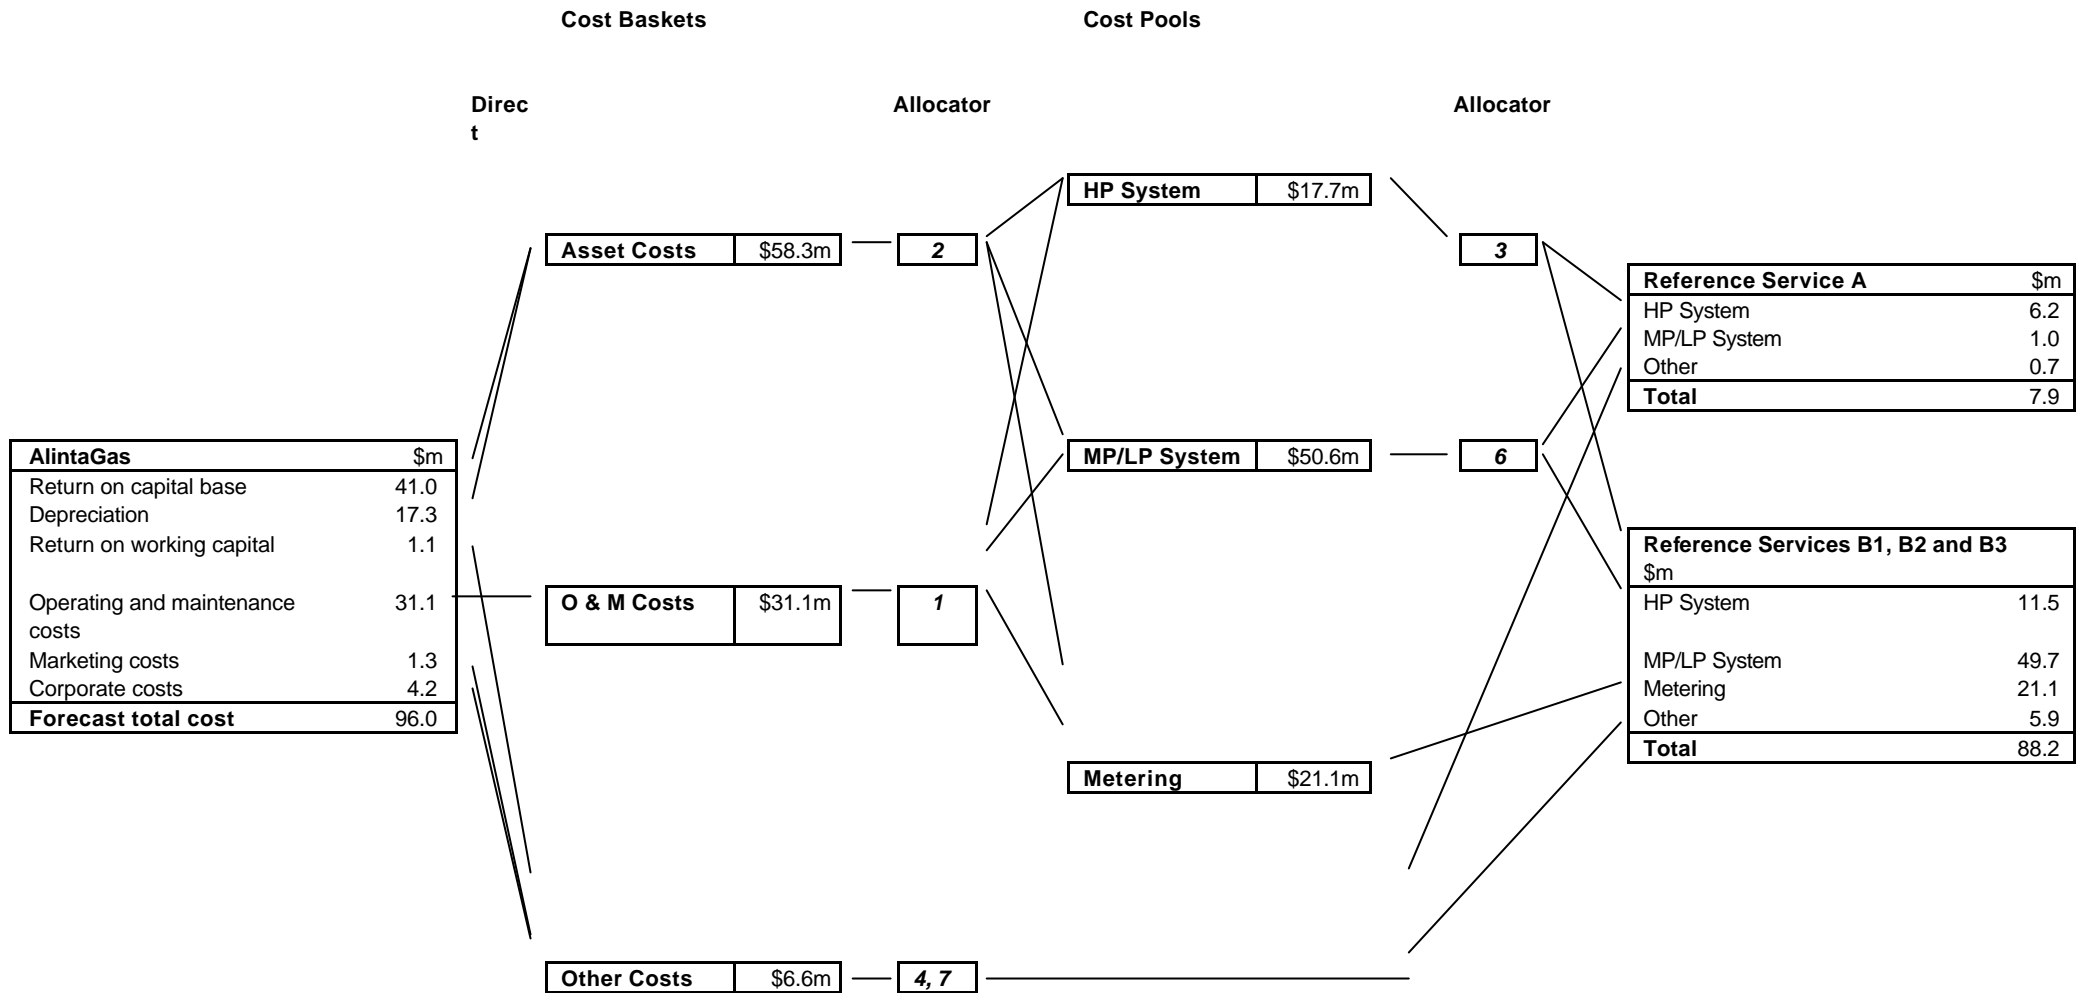 Cost Baskets
Cost Pools
Direc
t
Allocator
Allocator
HP System $17.7m
Asset Costs $58.3m
2
3
Reference Service A $m
HP System 6.2
MP/LP System 1.0
Other 0.7
Total 7.9
AlintaGas $m
Return on capital base 41.0
Depreciation 17.3
Return on working capital 1.1
Operating and maintenance 31.1
costs
Marketing costs 1.3
Corporate costs 4.2
Forecast total cost 96.0
MP/LP System $50.6m
6
O & M Costs $31.1m
1
Reference Services B1, B2 and B3
$m
HP System 11.5
MP/LP System 49.7
Metering 21.1
Other 5.9
Total 88.2
Metering $21.1m
Other Costs $6.6m
4, 7